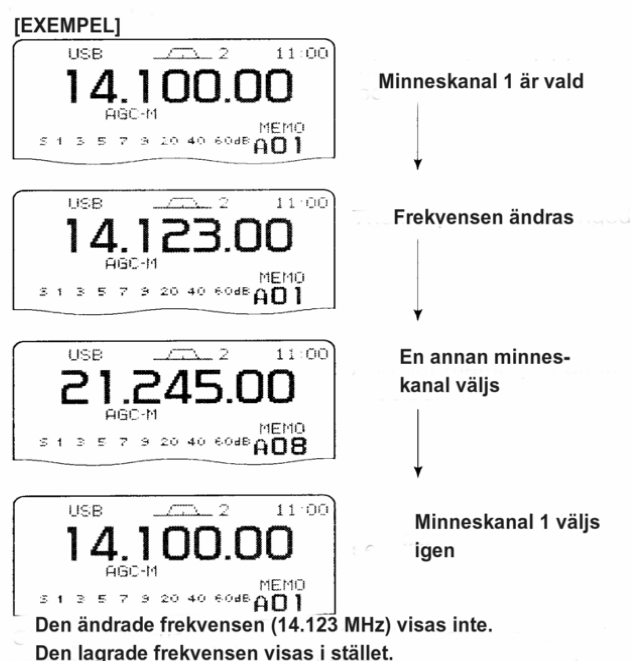 [EXEMPEL]
USB 2 11:00
14.100.00
AGC-M
MEMO
S 1 3 5 7 9 20 40 60dB A01
Minneskanal 1 är vald
USB 2 11:00
14.123.00
AGC-M
MEMO
S 1 3 5 7 9 20 40 60dB A01
Frekvensen ändras
USB 2 11:00
21.245.00
AGC-M
MEMO
S 1 3 5 7 9 20 40 60dB A08
En annan minnes-
kanal väljs
USB 2 11:00
14.100.00
AGC-M
MEMO
S 1 3 5 7 9 20 40 60dB A01
Minneskanal 1 väljs
igen
Den ändrade frekvensen (14.123 MHz) visas inte.
Den lagrade frekvensen visas i stället.